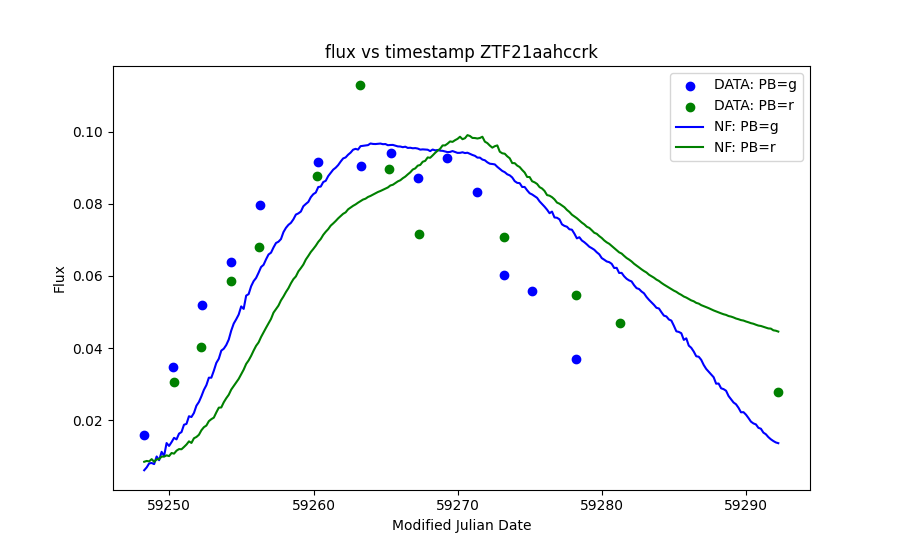 flux vs timestamp ZTF21aahccrk
DATA: PB=g
DATA: PB=r
NF: PB=g
NF: PB=r
0.10
0.08
0.06
0.04
0.02
Flux
59250 59260 59270 59280 59290
Modified Julian Date